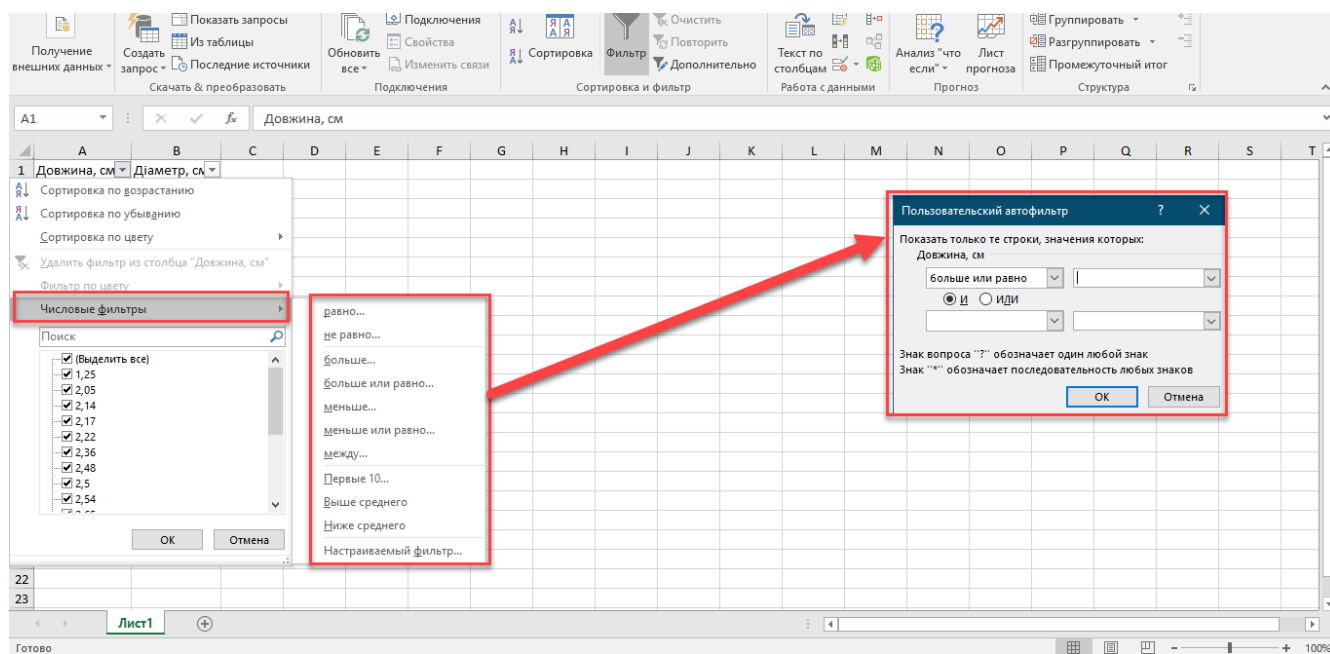 Показать запросы
Из таблицы
Последние источники
Получение внешних данных
Создать запрос
Скачать & преобразовать
Обновить все
Подключения
Свойства
Изменить связи
Подключения
Сортировка
Фильтр
Очистить
Повторить
Дополнительно
Сортировка и фильтр
Текст по столбцам
Работа с данными
Анализ "что если"
Лист прогноза
Прогноз
Группировать
Разгруппировать
Промежуточный итог
Структура
A1
fx
Довжина, см
A B C D E F G H I J K L M N O P Q R S T
1 Довжина, см Діаметр, см
Сортировка по возрастанию
Сортировка по убыванию
Сортировка по цвету
Удалить фильтр из столбца "Довжина, см"
Фильтр по цвету
Числовые фильтры
Поиск
(Выделить все)
1,25
2,05
2,14
2,17
2,22
2,36
2,48
2,5
2,54
ОК Отмена
равно...
не равно...
больше...
больше или равно...
меньше...
меньше или равно...
между...
Первые 10...
Выше среднего
Ниже среднего
Настраиваемый фильтр...
Пользовательский автофильтр ? ×
Показать только те строки, значения которых:
Довжина, см
больше или равно
И ИЛИ
Знак вопроса "?" обозначает один любой знак
Знак "*" обозначает последовательность любых знаков
ОК Отмена
22
23
Лист1
Готово
100%